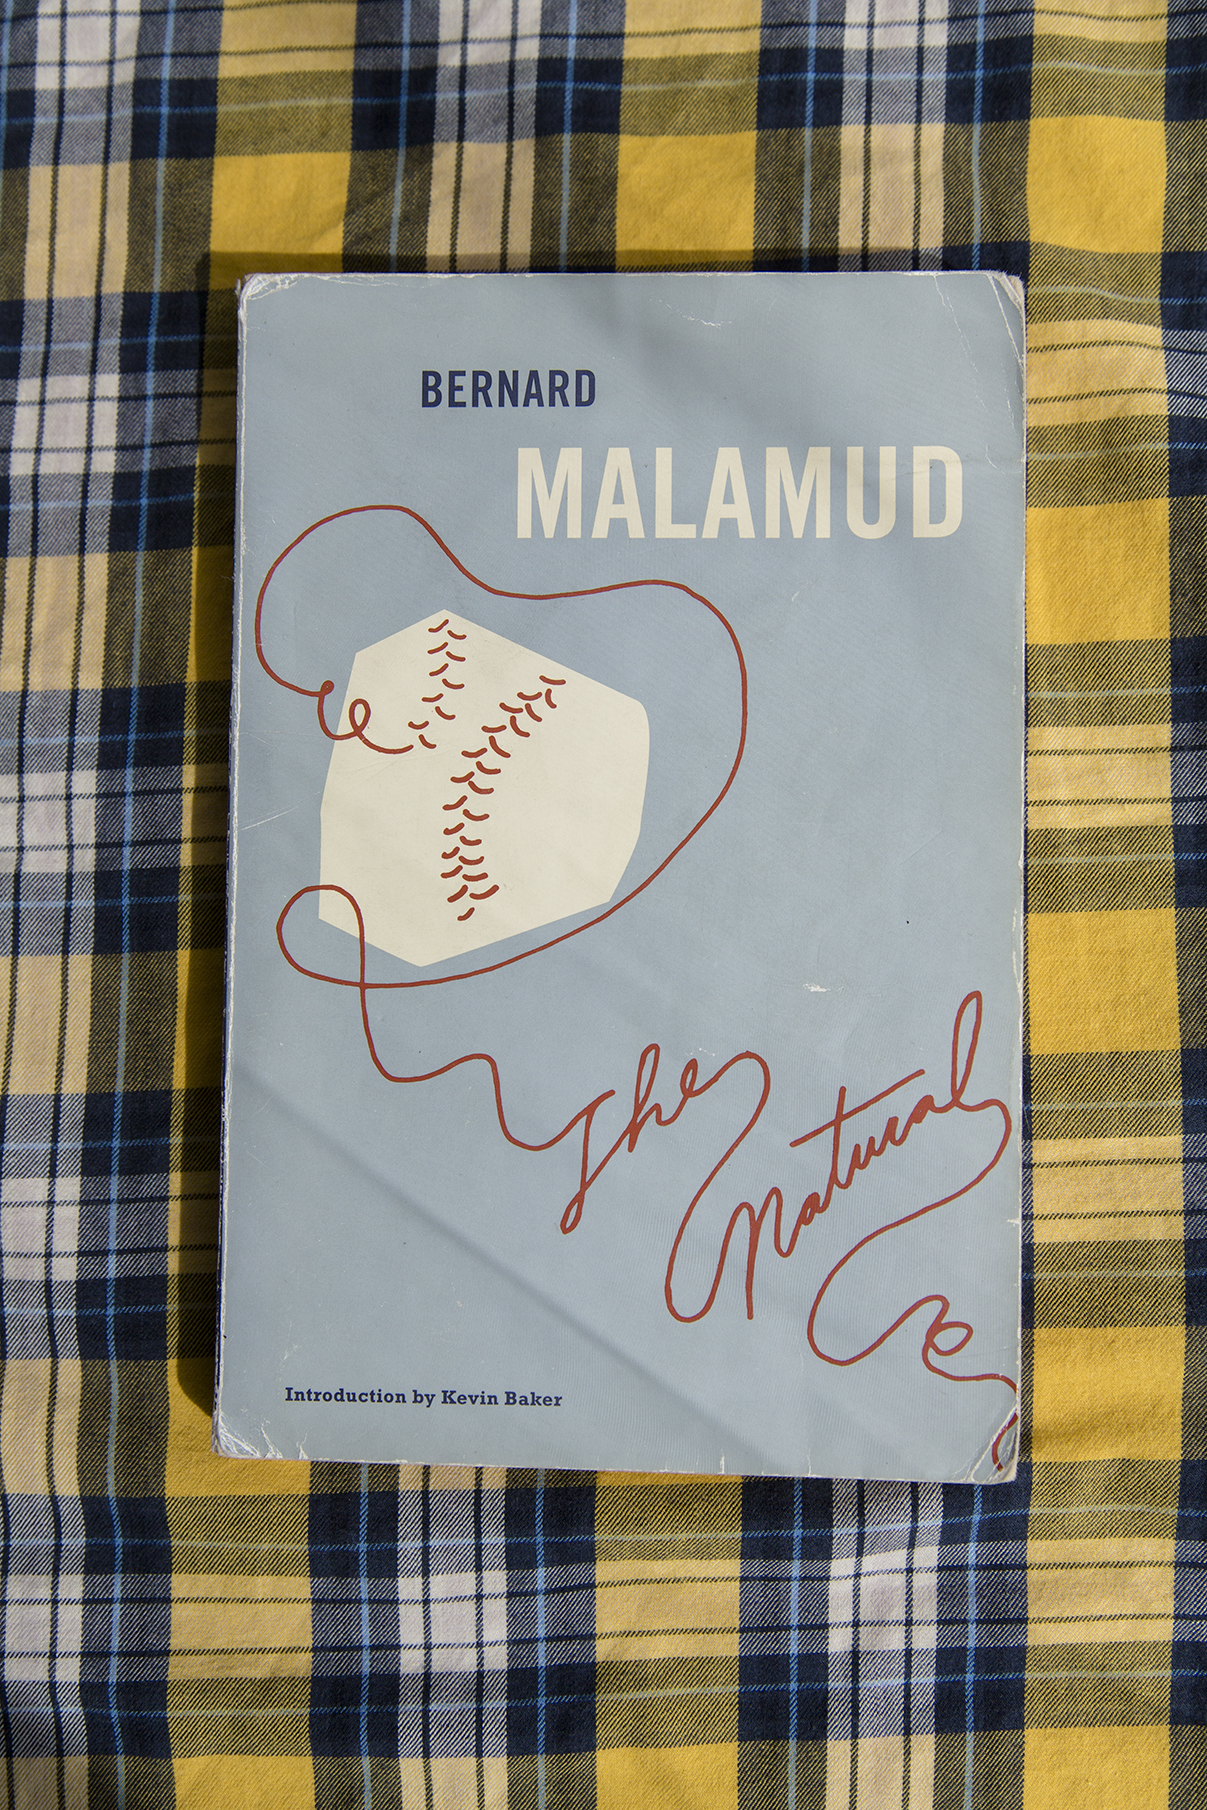 BERNARD
MALAMUD
The
Natural
Introduction by Kevin Baker